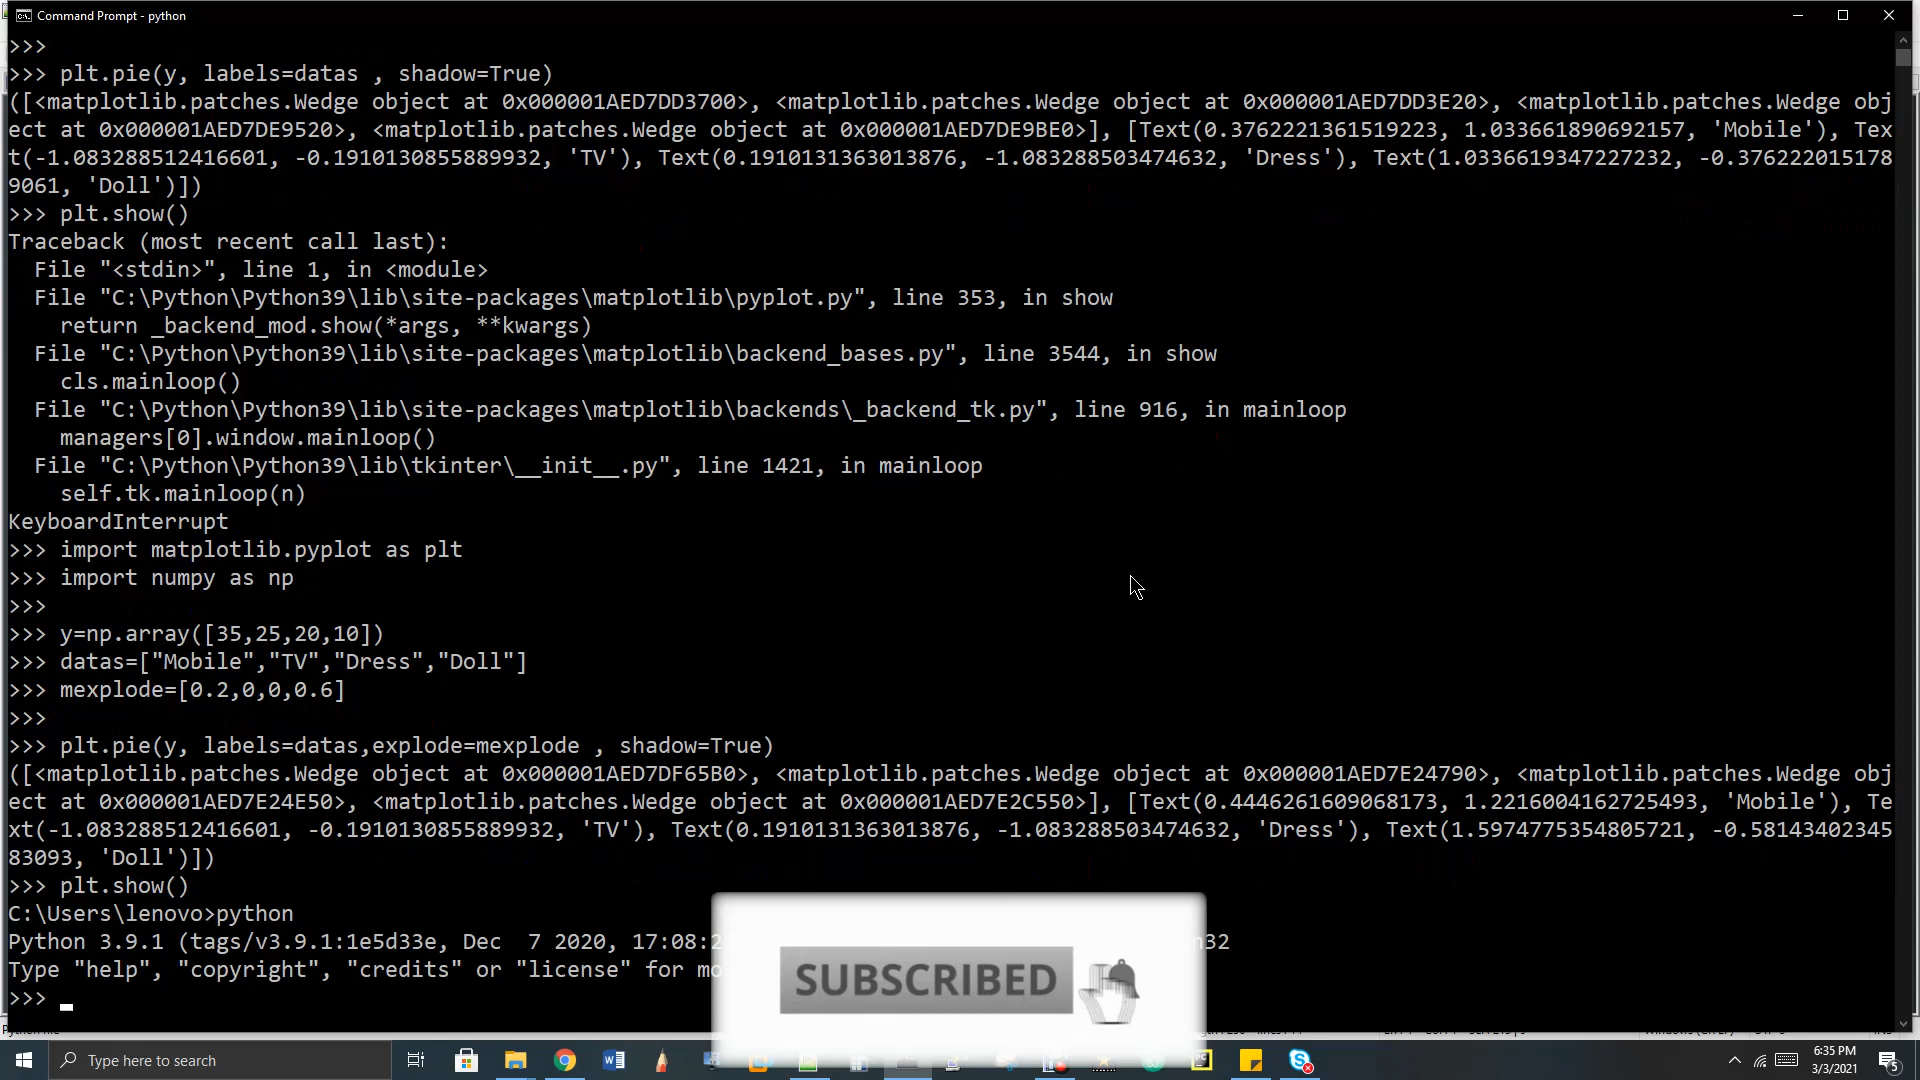 Command Prompt - python
>>>
>>> plt.pie(y, labels=datas , shadow=True)
([<matplotlib.patches.Wedge object at 0x000001AED7DD3700>, <matplotlib.patches.Wedge object at 0x000001AED7DD3E20>, <matplotlib.patches.Wedge obj
ect at 0x000001AED7DE9520>, <matplotlib.patches.Wedge object at 0x000001AED7DE9BE0>], [Text(0.3762221361519223, 1.033661890692157, 'Mobile'), Tex
t(-1.083288512416601, -0.1910130855889932, 'TV'), Text(0.1910131363013876, -1.083288503474632, 'Dress'), Text(1.0336619347227232, -0.376222015178
9061, 'Doll')])
>>> plt.show()
Traceback (most recent call last):
  File "<stdin>", line 1, in <module>
  File "C:\Python\Python39\lib\site-packages\matplotlib\pyplot.py", line 353, in show
    return _backend_mod.show(*args, **kwargs)
  File "C:\Python\Python39\lib\site-packages\matplotlib\backend_bases.py", line 3544, in show
    cls.mainloop()
  File "C:\Python\Python39\lib\site-packages\matplotlib\backends\_backend_tk.py", line 916, in mainloop
    managers[0].window.mainloop()
  File "C:\Python\Python39\lib\tkinter\__init__.py", line 1421, in mainloop
    self.tk.mainloop(n)
KeyboardInterrupt
>>> import matplotlib.pyplot as plt
>>> import numpy as np
>>>
>>> y=np.array([35,25,20,10])
>>> datas=["Mobile","TV","Dress","Doll"]
>>> mexplode=[0.2,0,0,0.6]
>>>
>>> plt.pie(y, labels=datas,explode=mexplode , shadow=True)
([<matplotlib.patches.Wedge object at 0x000001AED7DF65B0>, <matplotlib.patches.Wedge object at 0x000001AED7E24790>, <matplotlib.patches.Wedge obj
ect at 0x000001AED7E24E50>, <matplotlib.patches.Wedge object at 0x000001AED7E2C550>], [Text(0.4446261609068173, 1.2216004162725493, 'Mobile'), Te
xt(-1.083288512416601, -0.1910130855889932, 'TV'), Text(0.1910131363013876, -1.083288503474632, 'Dress'), Text(1.5974775354805721, -0.58143402345
83093, 'Doll')])
>>> plt.show()
C:\Users\lenovo>python
Python 3.9.1 (tags/v3.9.1:1e5d33e, Dec  7 2020, 17:08:2 n32
Type "help", "copyright", "credits" or "license" for mo
>>>
SUBSCRIBED
Type here to search
6:35 PM
3/3/2021
5